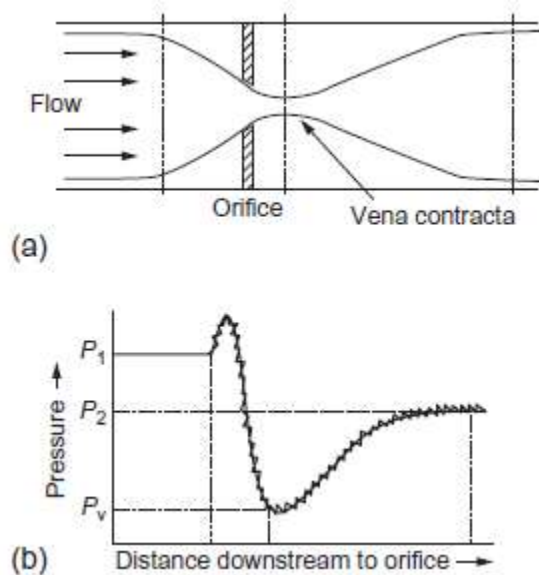 Flow
Orifice
Vena contracta
(a)
P1
P2
Pv
Pressure →
(b)
Distance downstream to orifice →